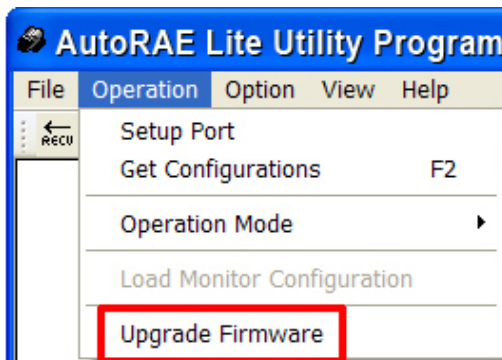 AutoRAE Lite Utility Program
File Operation Option View Help
RECV
Setup Port
Get Configurations F2
Operation Mode
Load Monitor Configuration
Upgrade Firmware